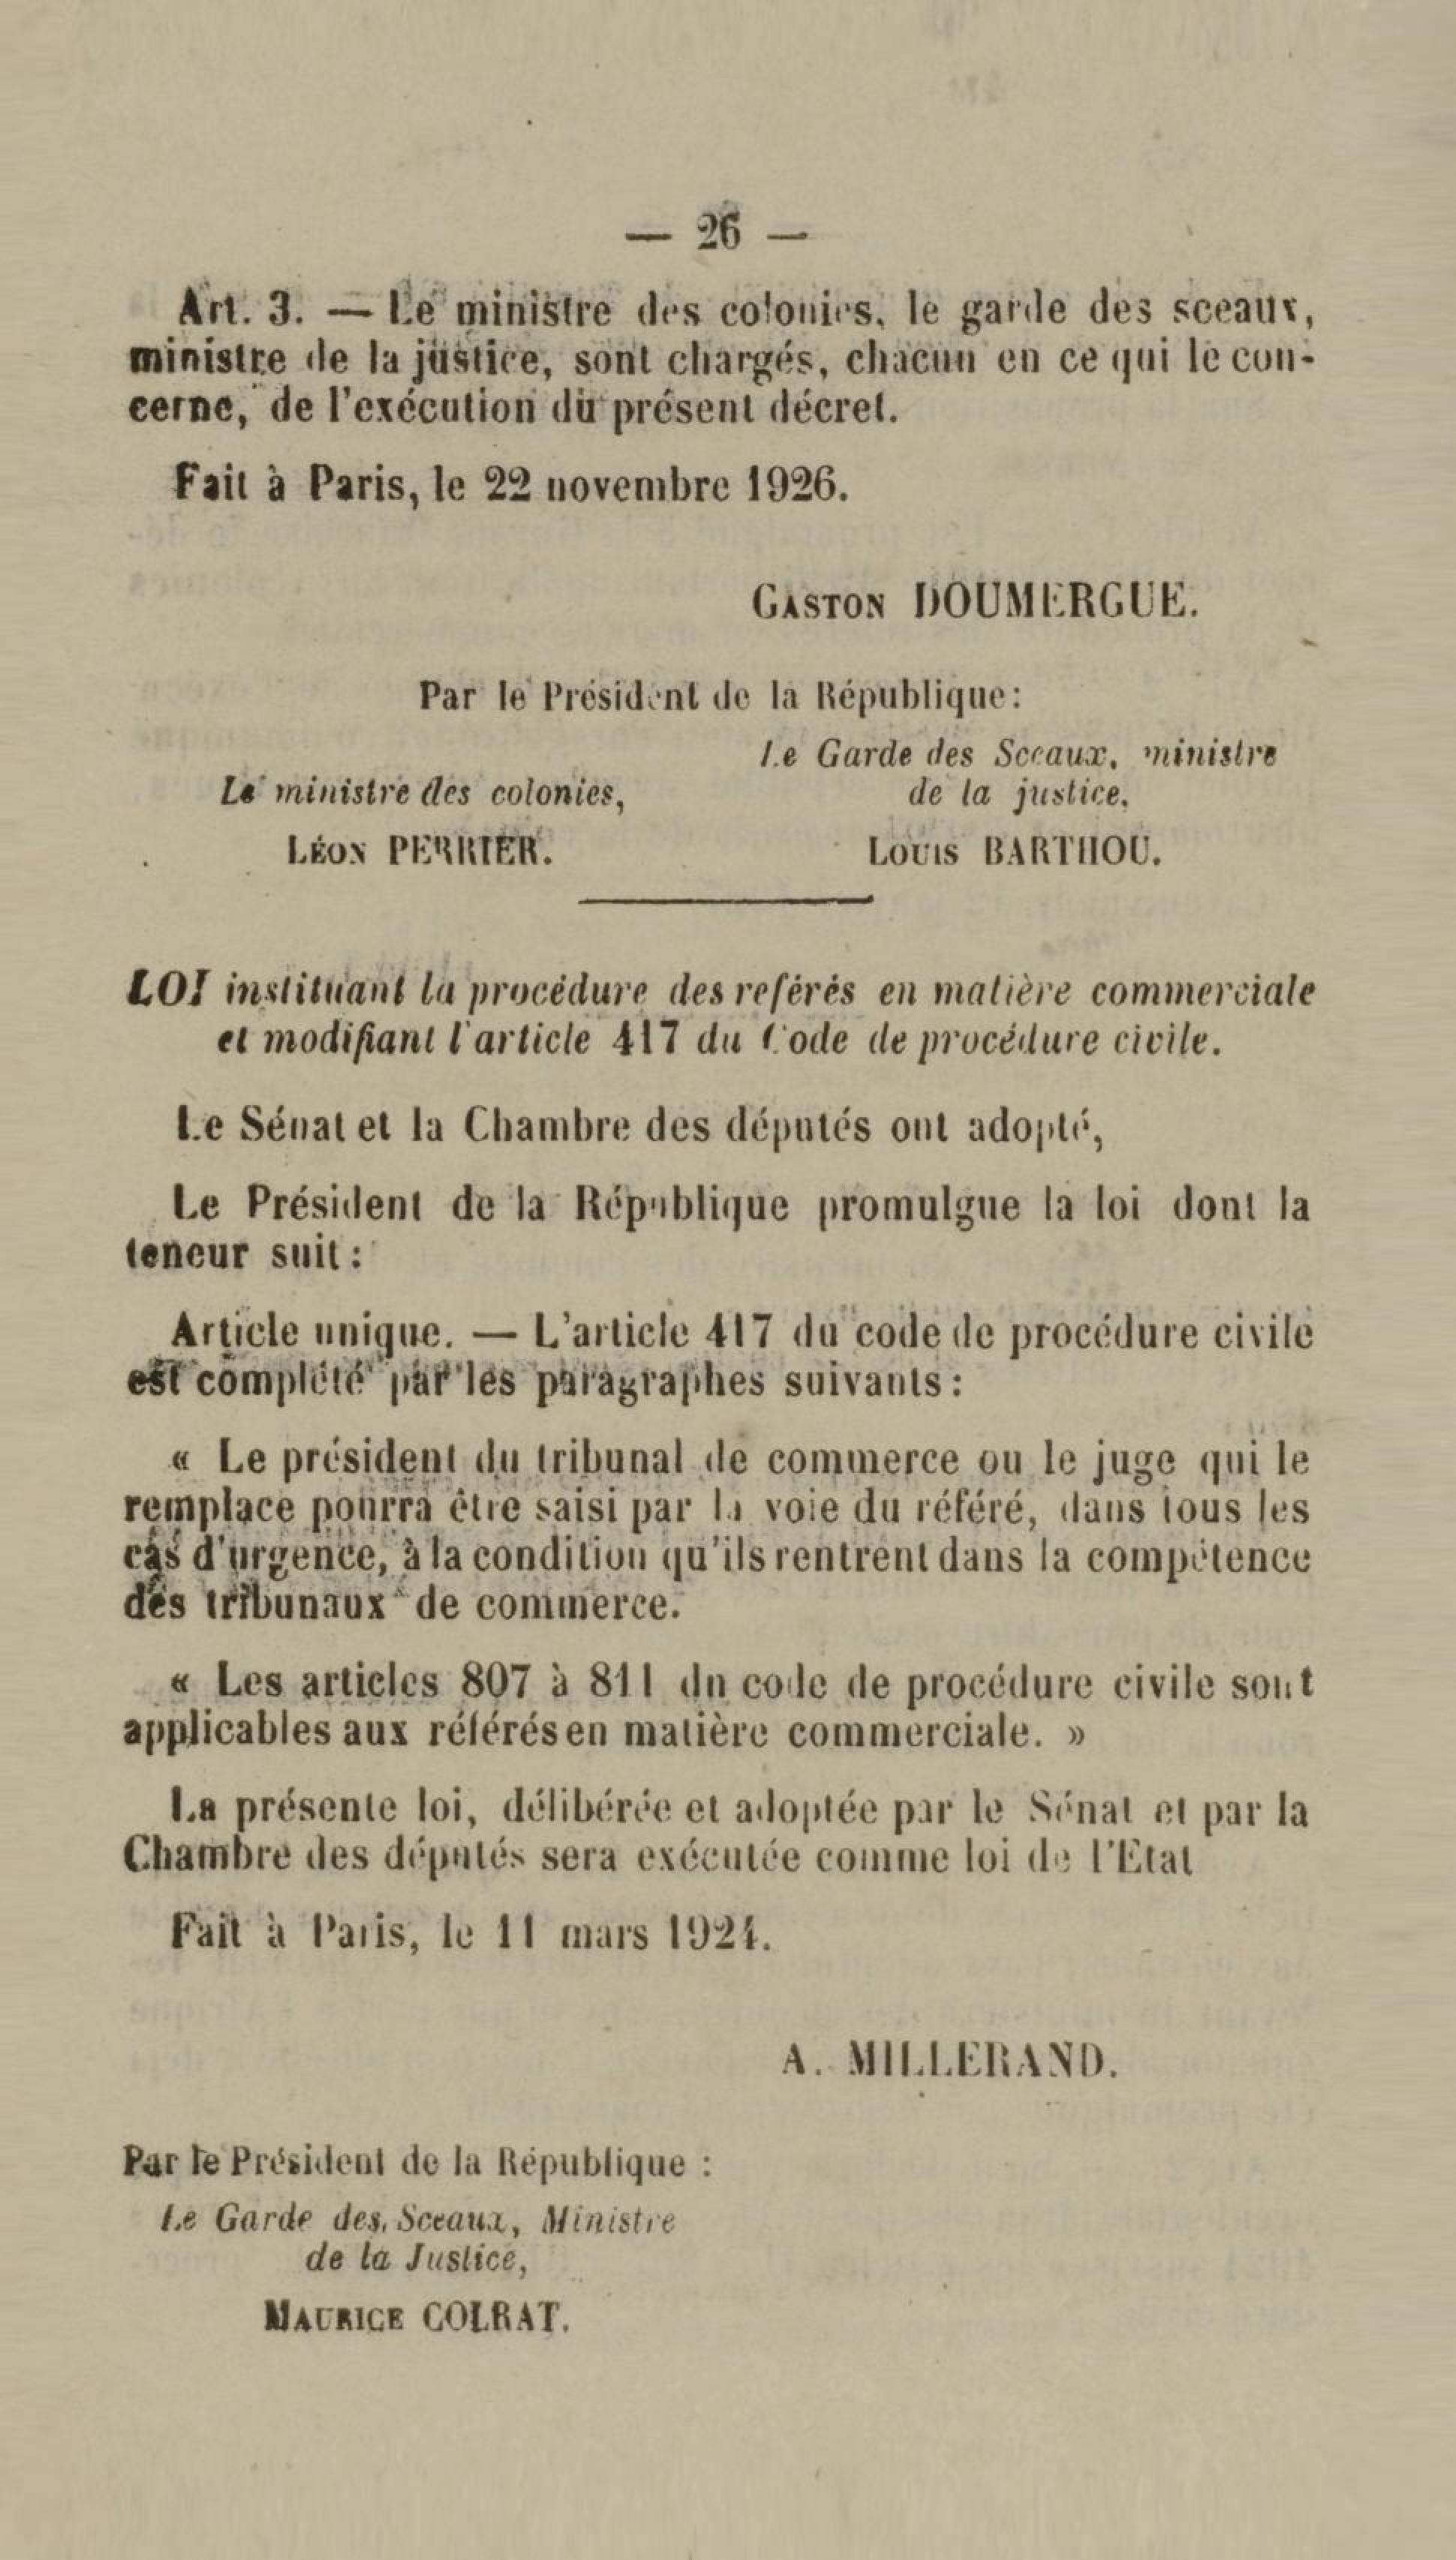 — 26 —
Art. 3. — Le ministre des colonies, le garde des sceaux,
ministre de la justice, sont chargés, chacun en ce qui le con-
cerne, de l'exécution du présent décret.
Fait à Paris, le 22 novembre 1926.
GASTON DOUMERGUE.
Par le Président de la République:
Le ministre des colonies,
LÉON PERRIER.
Le Garde des Sceaux, ministre
de la justice,
LOUIS BARTHOU.
LOI instituant la procédure des referés en matière commerciale
et modifiant l'article 417 du Code de procédure civile.
Le Sénat et la Chambre des députés ont adopté,
Le Président de la République promulgue la loi dont la
teneur suit:
Article unique. — L'article 417 du code de procédure civile
est complété par les paragraphes suivants:
« Le président du tribunal de commerce ou le juge qui le
remplace pourra être saisi par la voie du référé, dans tous les
cas d'urgence, à la condition qu'ils rentrent dans la compétence
des tribunaux de commerce.
« Les articles 807 à 811 du code de procédure civile sont
applicables aux référés en matière commerciale. »
La présente loi, délibérée et adoptée par le Sénat et par la
Chambre des députés sera exécutée comme loi de l'Etat
Fait à Paris, le 11 mars 1924.
A. MILLERAND.
Par le Président de la République :
Le Garde des Sceaux, Ministre
de la Justice,
MAURICE COLRAT.